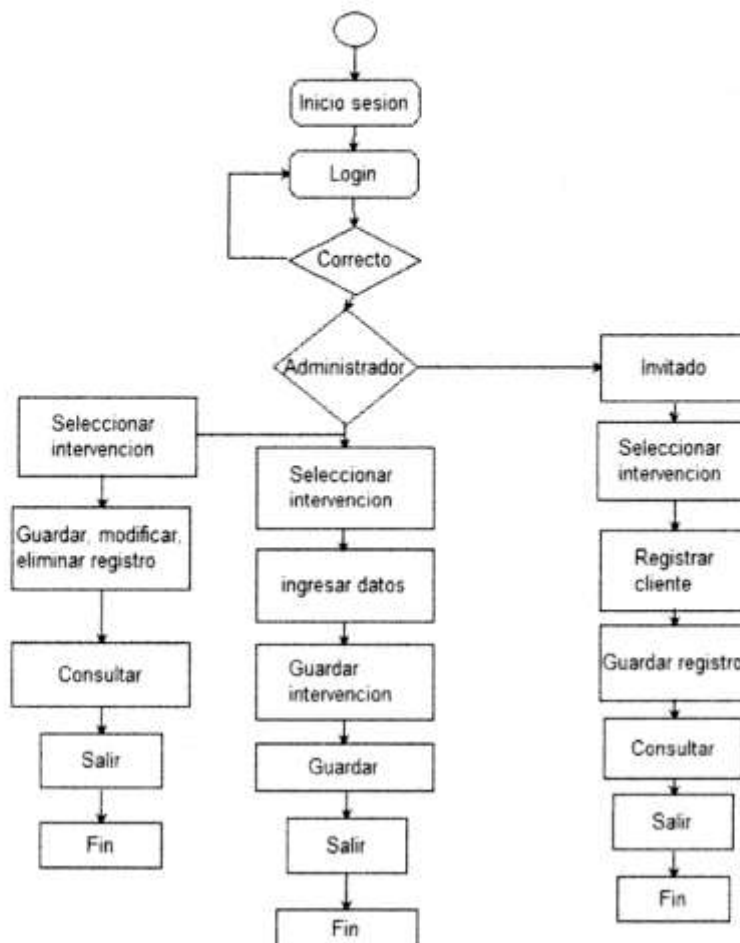 Inicio sesion
Login
Correcto
Administrador
Invitado
Seleccionar
intervencion
Guardar, modificar,
eliminar registro
Consultar
Salir
Fin
Seleccionar
intervencion
ingresar datos
Guardar
intervencion
Guardar
Salir
Fin
Seleccionar
intervencion
Registrar
cliente
Guardar registro
Consultar
Salir
Fin